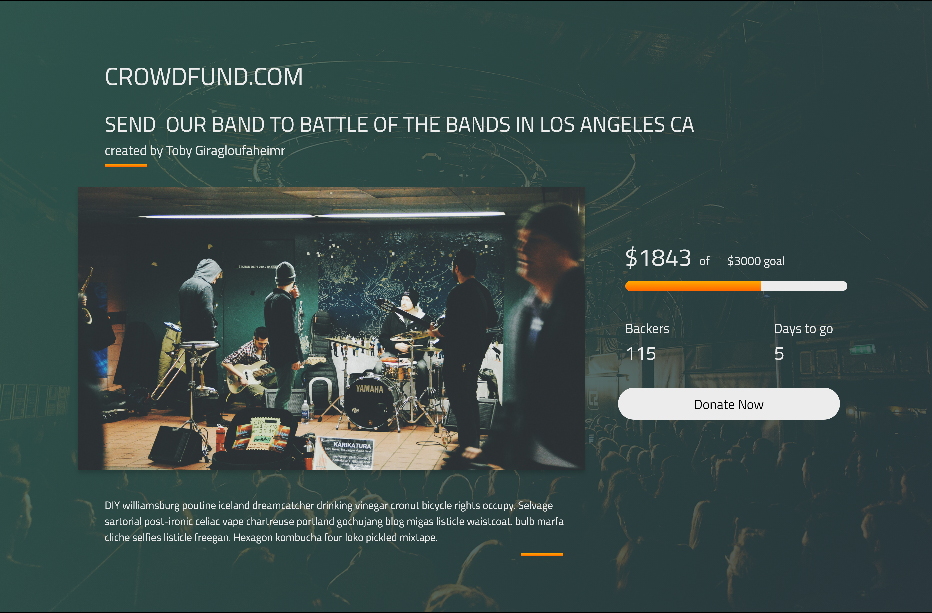 CROWDFUND.COM
SEND OUR BAND TO BATTLE OF THE BANDS IN LOS ANGELES CA
created by Toby Giragloufaheimr
$1843 of $3000 goal
Backers Days to go
115 5
Donate Now
YAMAHA
KARIKATURA
DIY williamsburg poutine iceland dreamcatcher drinking vinegar cronut bicycle rights occupy. Selvage
sartorial post-ironic celiac vape chartreuse portland gochujang blog migas listicle waistcoat. bulb marfa
cliche selfies listicle freegan. Hexagon kombucha four loko pickled mixtape.